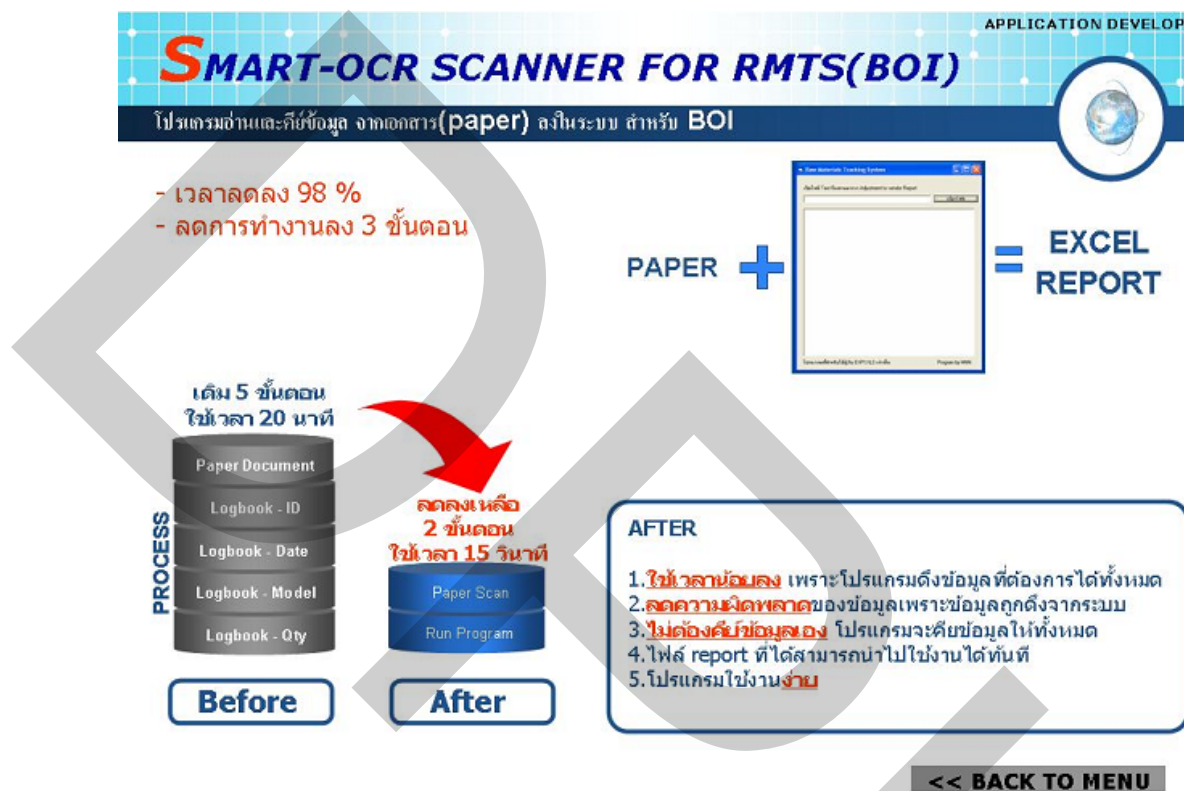 APPLICATION DEVELOP
SMART-OCR SCANNER FOR RMTS(BOI)
โปรแกรมอ่านและคีย์ข้อมูล จากเอกสาร(paper) ลงในระบบ สำหรับ BOI
- เวลาลดลง 98 %
- ลดการทำงานลง 3 ขั้นตอน
Raw Materials Tracking System
PAPER
EXCEL
REPORT
เดิม 5 ขั้นตอน
ใช้เวลา 20 นาที
PROCESS
Paper Document
Logbook - ID
Logbook - Date
Logbook - Model
Logbook - Qty
Before
ลดลงเหลือ
2 ขั้นตอน
ใช้เวลา 15 วินาที
Paper Scan
Run Program
After
AFTER
1.ใช้เวลาน้อยลง เพราะโปรแกรมดึงข้อมูลที่ต้องการได้ทั้งหมด
2.ลดความผิดพลาดของข้อมูลเพราะข้อมูลถูกดึงจากระบบ
3.ไม่ต้องคีย์ข้อมูลเอง โปรแกรมจะคียข้อมูลให้ทั้งหมด
4.ไฟล์ report ที่ได้สามารถนำไปใช้งานได้ทันที
5.โปรแกรมใช้งานง่าย
<< BACK TO MENU